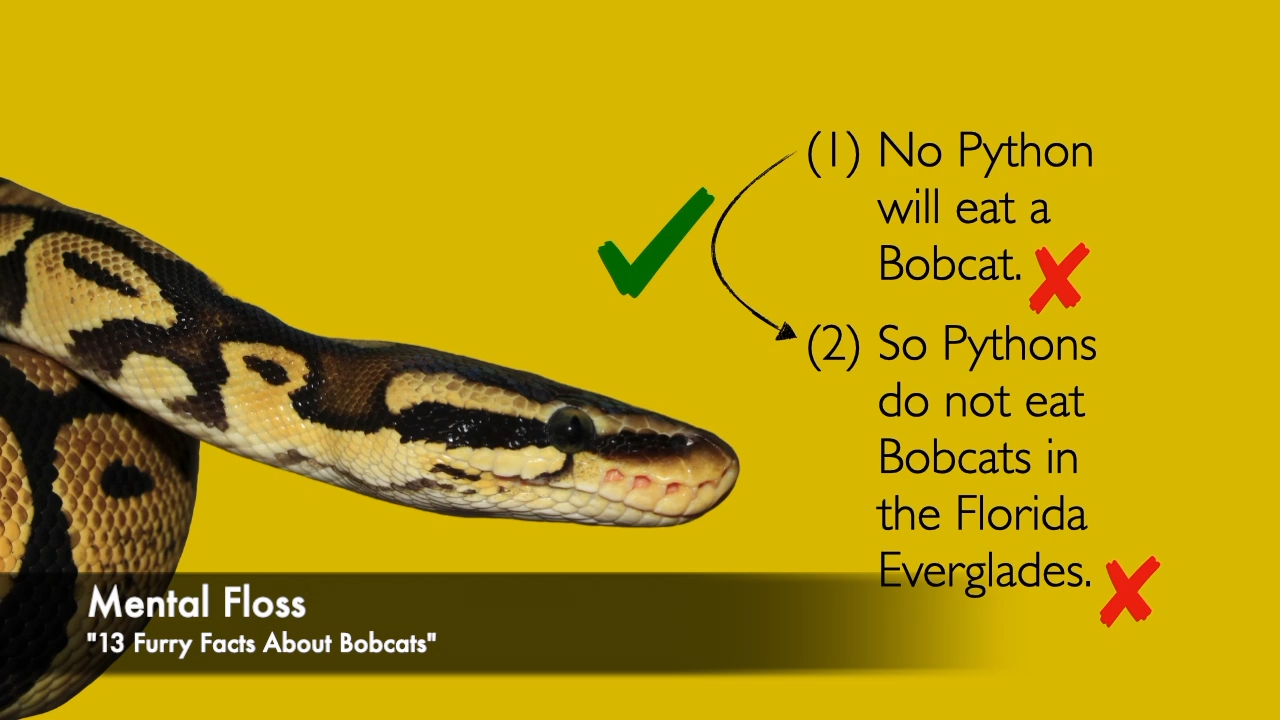 (1) No Python
will eat a
Bobcat.
(2) So Pythons
do not eat
Bobcats in
the Florida
Everglades.
Mental Floss
"13 Furry Facts About Bobcats"